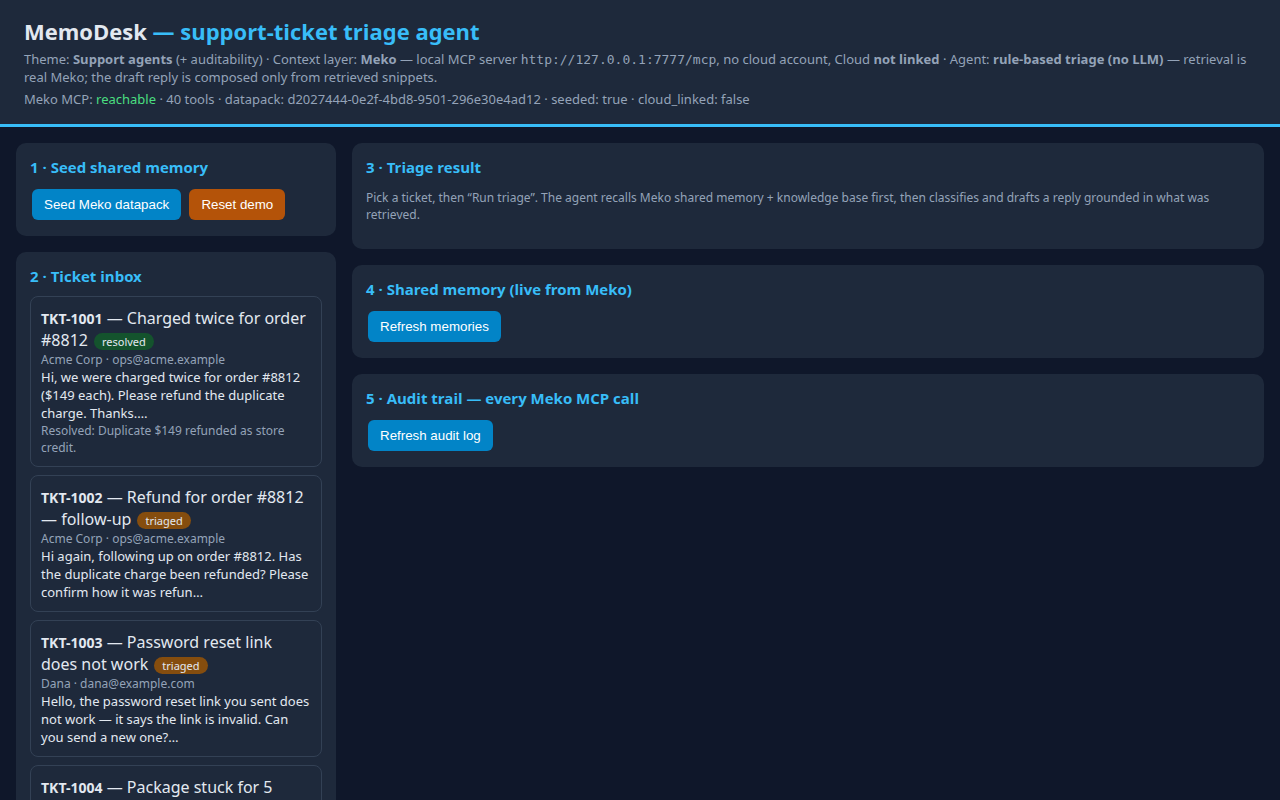 MemoDesk — support-ticket triage agent
Theme: Support agents (+ auditability) · Context layer: Meko — local MCP server http://127.0.0.1:7777/mcp, no cloud account, Cloud not linked · Agent: rule-based triage (no LLM) — retrieval is
real Meko; the draft reply is composed only from retrieved snippets.
Meko MCP: reachable · 40 tools · datapack: d2027444-0e2f-4bd8-9501-296e30e4ad12 · seeded: true · cloud_linked: false
1 · Seed shared memory
Seed Meko datapack
Reset demo
2 · Ticket inbox
TKT-1001 — Charged twice for order
#8812 resolved
Acme Corp · ops@acme.example
Hi, we were charged twice for order #8812
($149 each). Please refund the duplicate
charge. Thanks....
Resolved: Duplicate $149 refunded as store
credit.
TKT-1002 — Refund for order #8812
— follow-up triaged
Acme Corp · ops@acme.example
Hi again, following up on order #8812. Has
the duplicate charge been refunded? Please
confirm how it was refun...
TKT-1003 — Password reset link
does not work triaged
Dana · dana@example.com
Hello, the password reset link you sent does
not work — it says the link is invalid. Can
you send a new one?...
TKT-1004 — Package stuck for 5
3 · Triage result
Pick a ticket, then “Run triage”. The agent recalls Meko shared memory + knowledge base first, then classifies and drafts a reply grounded in what was
retrieved.
4 · Shared memory (live from Meko)
Refresh memories
5 · Audit trail — every Meko MCP call
Refresh audit log